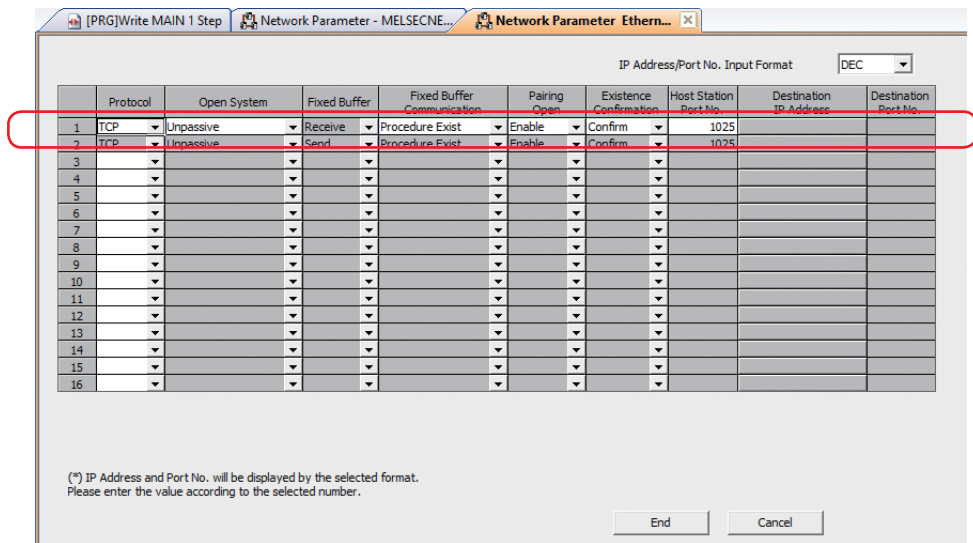 [PRG]Write MAIN 1 Step Network Parameter - MELSECNE... Network Parameter Ethern...
IP Address/Port No. Input Format DEC
Protocol Open System Fixed Buffer Fixed Buffer Communication Pairing Open Existence Confirmation Host Station Port No. Destination IP Address Destination Port No.
1 TCP Unpassive Receive Procedure Exist Enable Confirm 1025
2 TCP Unpassive Send Procedure Exist Enable Confirm 1025
3
4
5
6
7
8
9
10
11
12
13
14
15
16
(*) IP Address and Port No. will be displayed by the selected format.
Please enter the value according to the selected number.
End Cancel